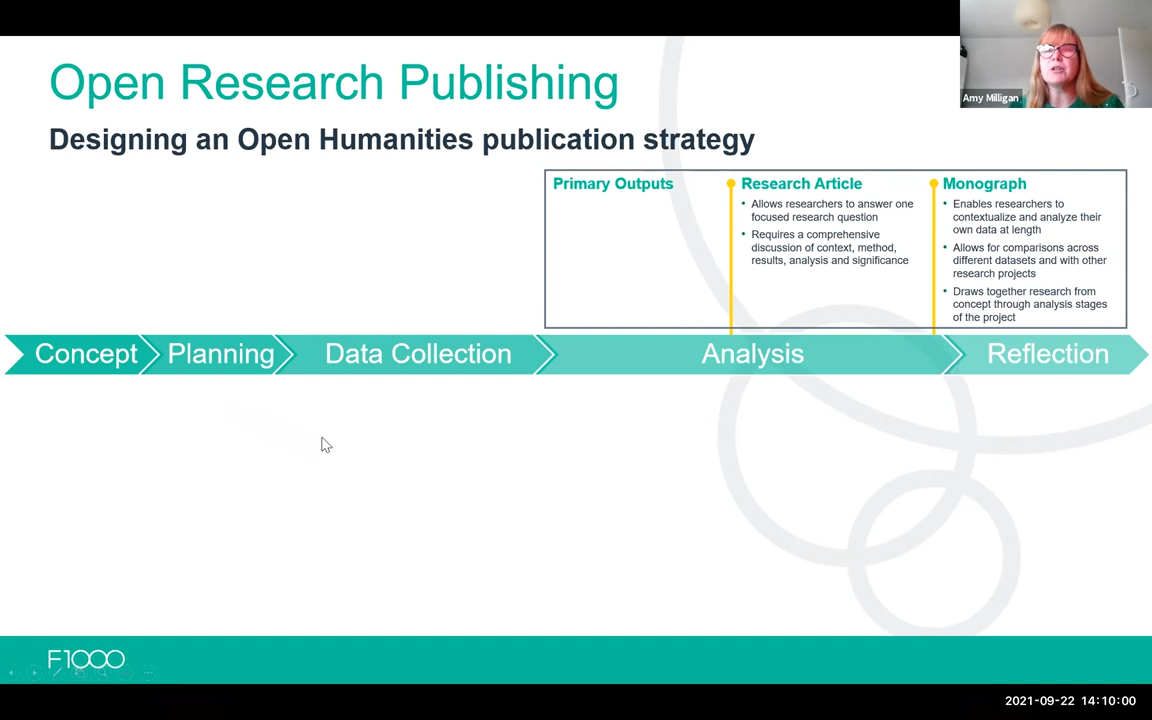 Open Research Publishing
Amy Milligan
Designing an Open Humanities publication strategy
Primary Outputs
Research Article
• Allows researchers to answer one
focused research question
• Requires a comprehensive
discussion of context, method,
results, analysis and significance
Monograph
• Enables researchers to
contextualize and analyze their
own data at length
• Allows for comparisons across
different datasets and with other
research projects
• Draws together research from
concept through analysis stages
of the project
Concept
Planning
Data Collection
Analysis
Reflection
F1000
2021-09-22 14:10:00